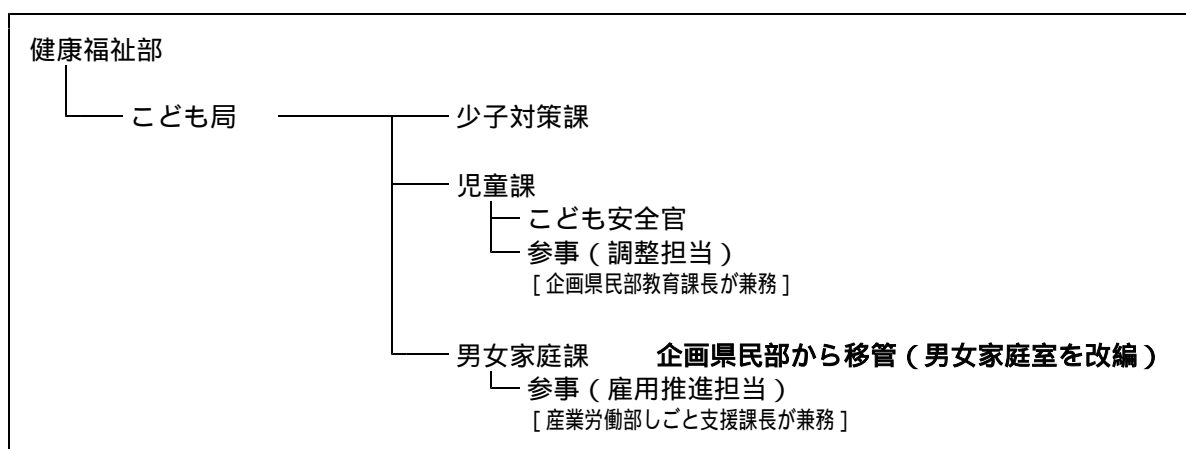 健康福祉部
こども局
少子対策課
児童課
こども安全官
参事(調整担当)
[企画県民部教育課長が兼務]
男女家庭課 企画県民部から移管(男女家庭室を改編)
参事(雇用推進担当)
[産業労働部しごと支援課長が兼務]